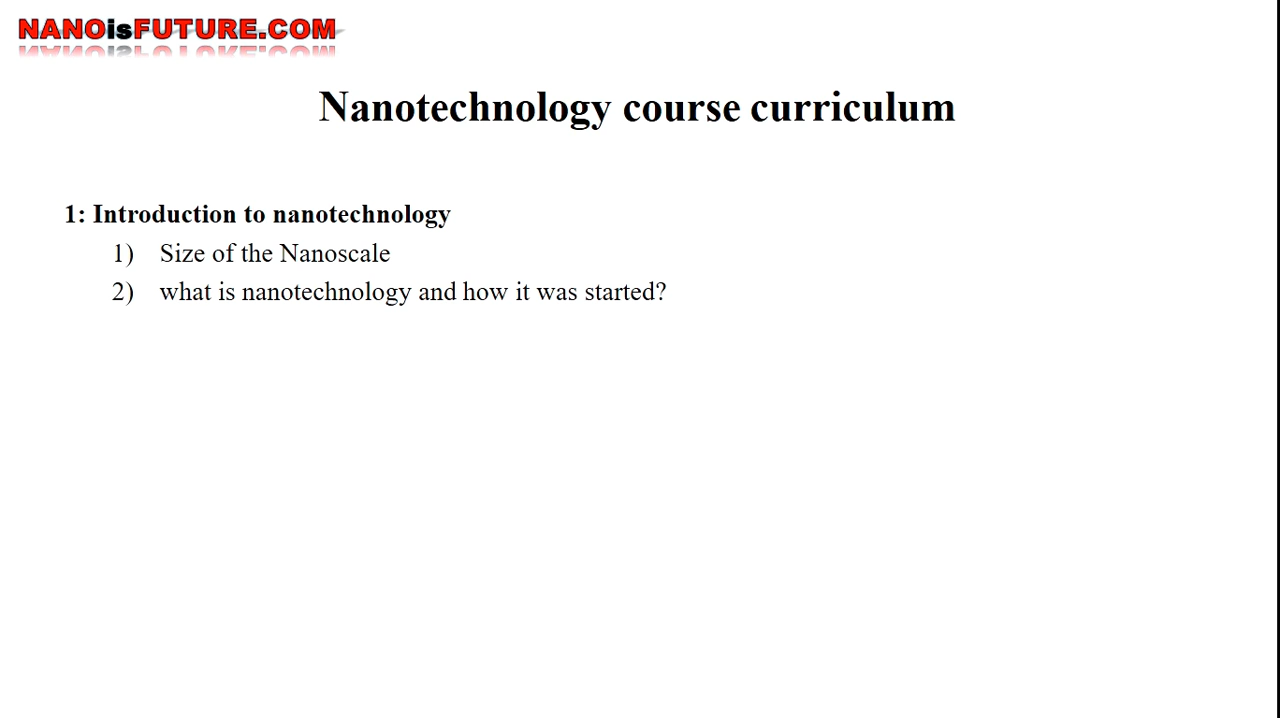 NANOisFUTURE.COM
Nanotechnology course curriculum
1: Introduction to nanotechnology
1) Size of the Nanoscale
2) what is nanotechnology and how it was started?